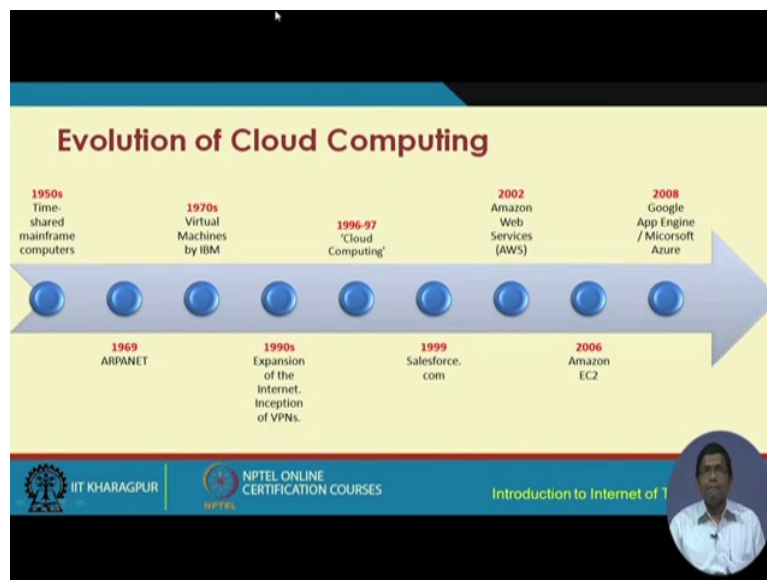 Evolution of Cloud Computing
1950s
Time-
shared
mainframe
computers
1969
ARPANET
1970s
Virtual
Machines
by IBM
1990s
Expansion
of the
Internet.
Inception
of VPNs.
1996-97
'Cloud
Computing'
1999
Salesforce.
com
2002
Amazon
Web
Services
(AWS)
2006
Amazon
EC2
2008
Google
App Engine
/ Micorsoft
Azure
IIT KHARAGPUR
NPTEL
NPTEL ONLINE
CERTIFICATION COURSES
Introduction to Internet of T